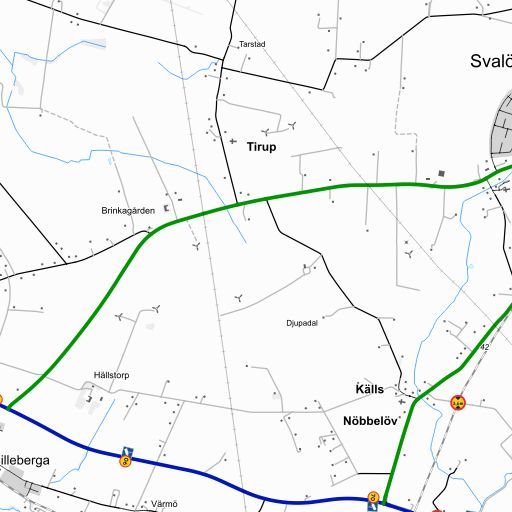 Tarstad
Svalö
Tirup
Brinkagården
Djupadal
42
Hällstorp
Källs
Nöbbelöv
illeberga
Värmö